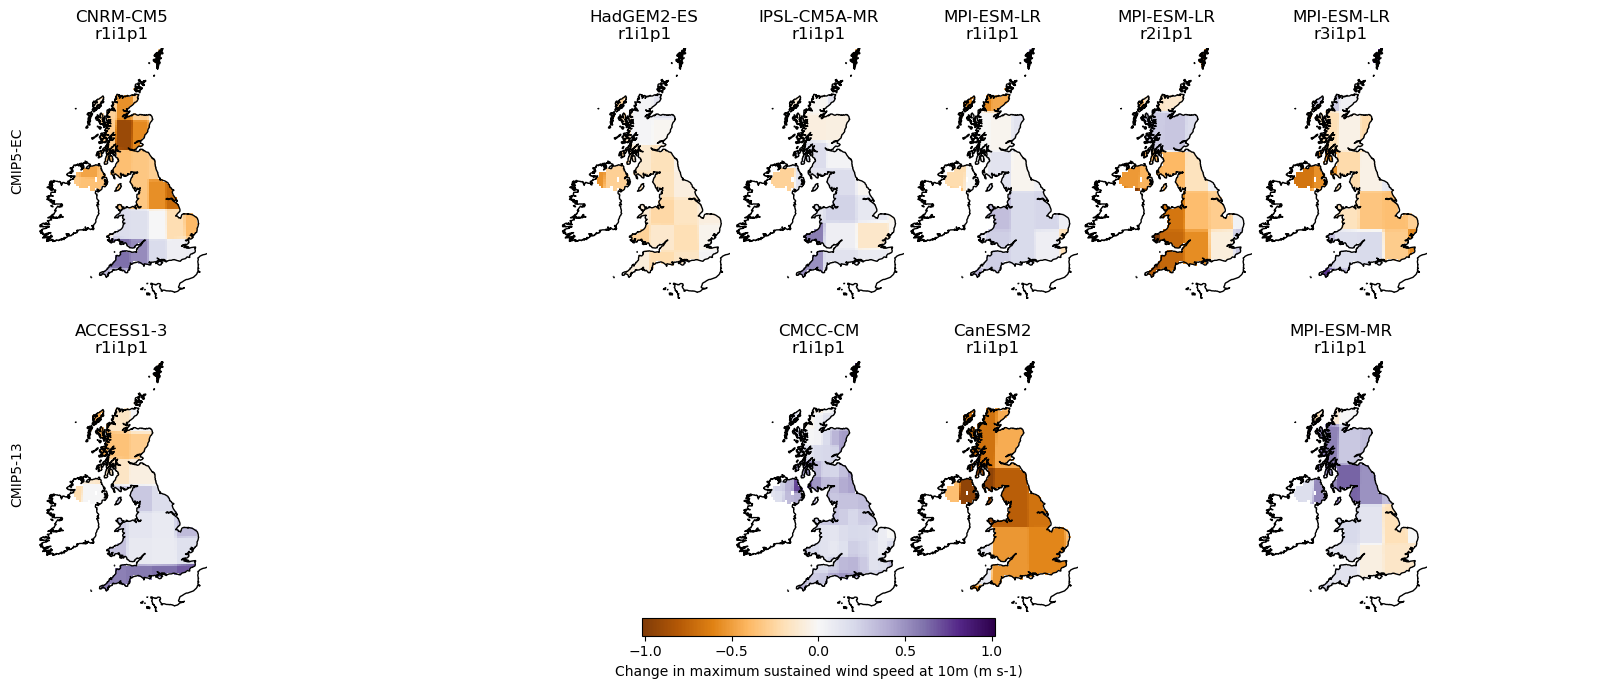 CNRM-CM5
r1i1p1
HadGEM2-ES
r1i1p1
IPSL-CM5A-MR
r1i1p1
MPI-ESM-LR
r1i1p1
MPI-ESM-LR
r2i1p1
MPI-ESM-LR
r3i1p1
CMIP5-EC
ACCESS1-3
r1i1p1
CMCC-CM
r1i1p1
CanESM2
r1i1p1
MPI-ESM-MR
r1i1p1
CMIP5-13
−1.0 −0.5 0.0 0.5 1.0
Change in maximum sustained wind speed at 10m (m s-1)